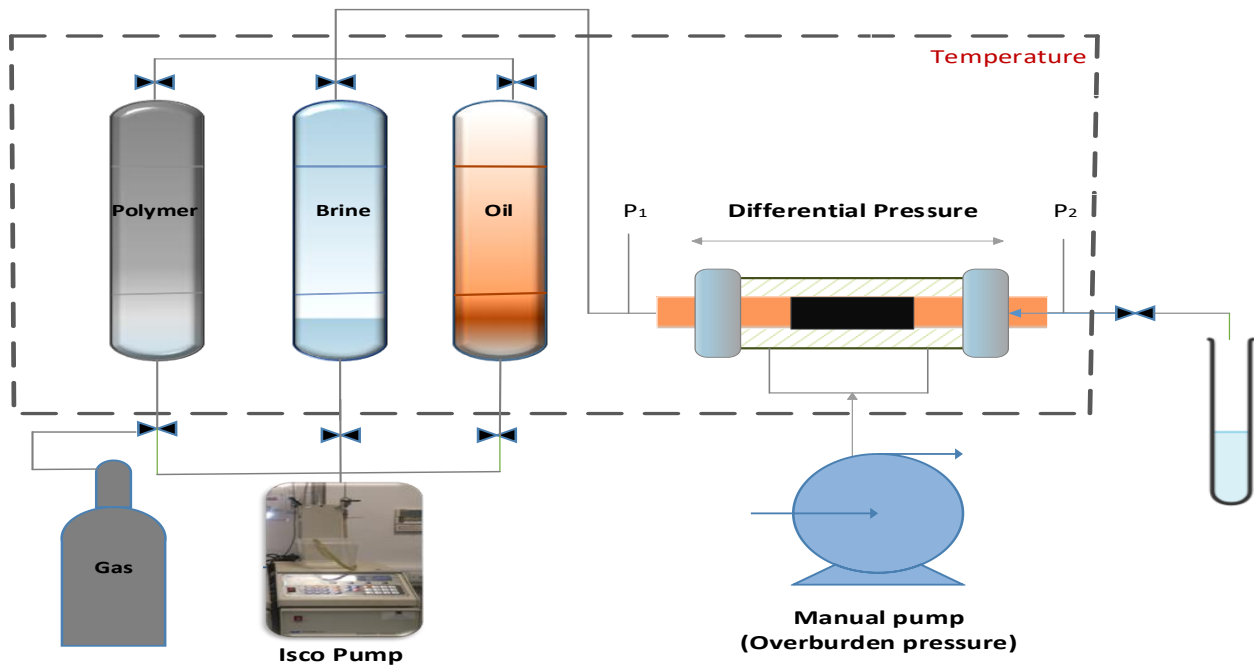 Temperature
Polymer
Brine
Oil
P₁
Differential Pressure
P₂
Gas
Isco Pump
Manual pump
(Overburden pressure)